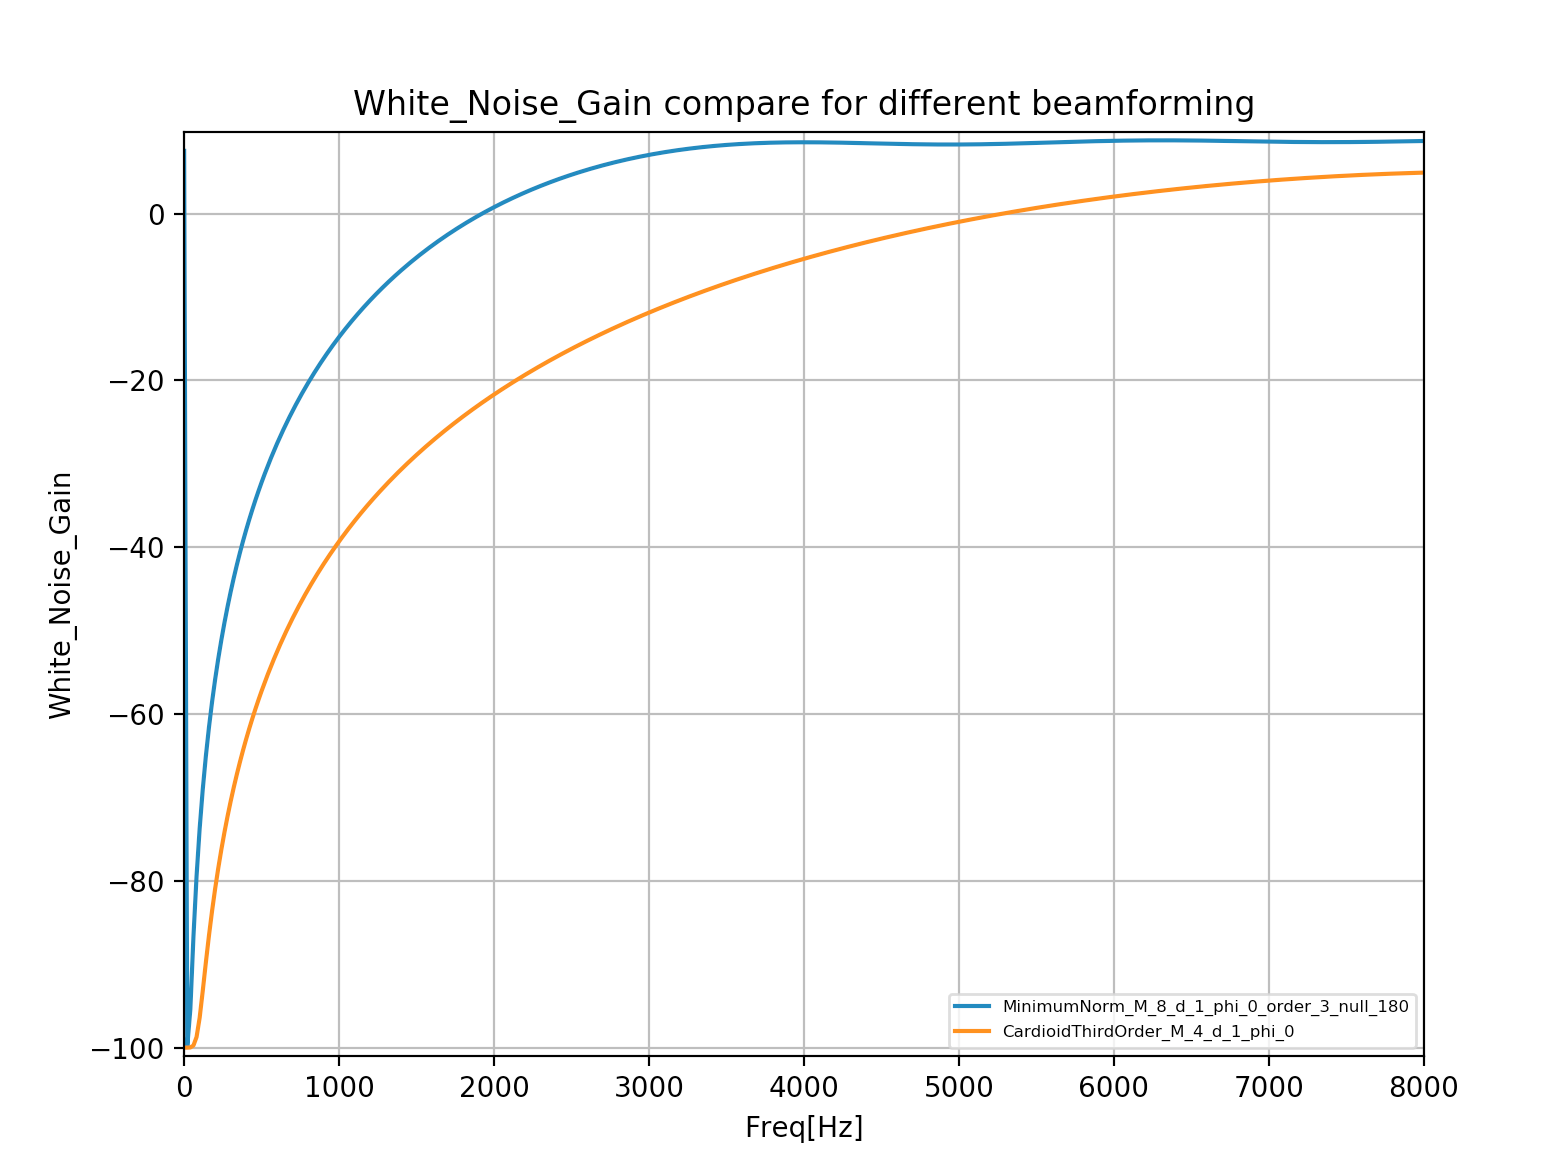 White_Noise_Gain compare for different beamforming
White_Noise_Gain
0
−20
−40
−60
−80
−100
0 1000 2000 3000 4000 5000 6000 7000 8000
Freq[Hz]
MinimumNorm_M_8_d_1_phi_0_order_3_null_180
CardioidThirdOrder_M_4_d_1_phi_0